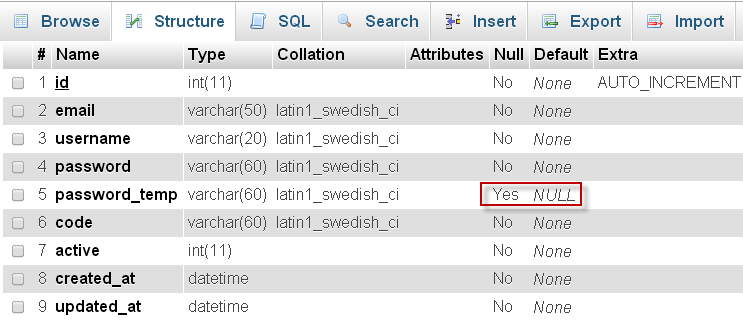 Browse Structure SQL Search Insert Export Import
# Name Type Collation Attributes Null Default Extra
1 id int(11) No None AUTO_INCREMENT
2 email varchar(50) latin1_swedish_ci No None
3 username varchar(20) latin1_swedish_ci No None
4 password varchar(60) latin1_swedish_ci No None
5 password_temp varchar(60) latin1_swedish_ci Yes NULL
6 code varchar(60) latin1_swedish_ci No None
7 active int(11) No None
8 created_at datetime No None
9 updated_at datetime No None